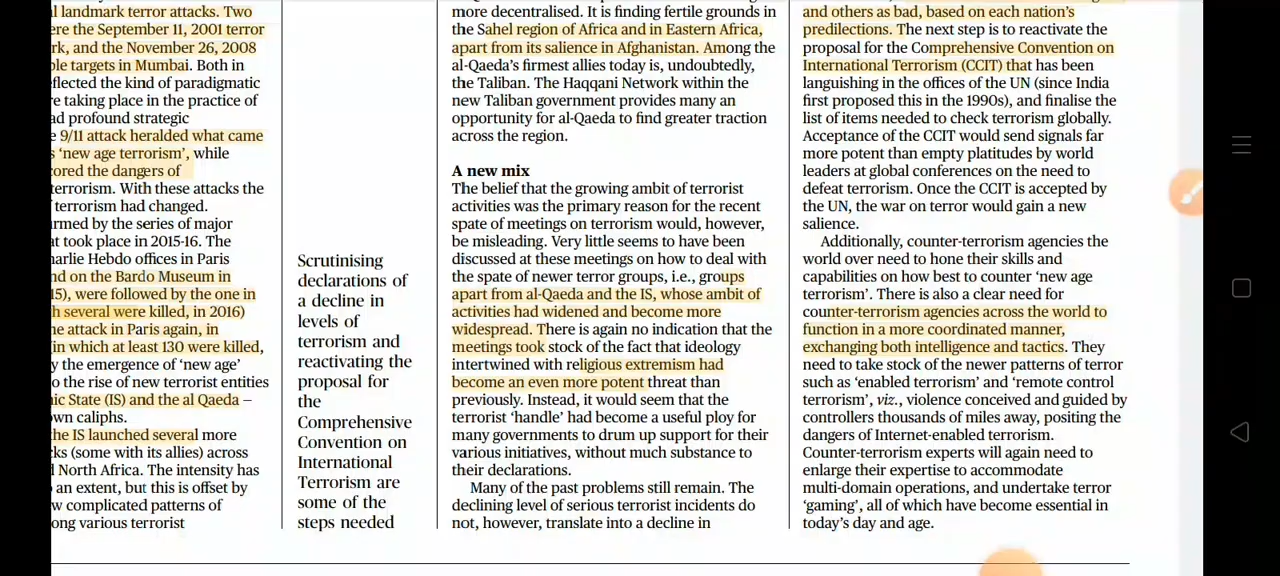 l landmark terror attacks. Two
ere the September 11, 2001 terror
rk, and the November 26, 2008
le targets in Mumbai. Both in
eflected the kind of paradigmatic
e taking place in the practice of
ad profound strategic
e 9/11 attack heralded what came
s ‘new age terrorism’, while
cored the dangers of
terrorism. With these attacks the
terrorism had changed.
rmed by the series of major
at took place in 2015-16. The
harlie Hebdo offices in Paris
nd on the Bardo Museum in
15), were followed by the one in
h several were killed, in 2016)
he attack in Paris again, in
in which at least 130 were killed,
y the emergence of ‘new age’
o the rise of new terrorist entities
ic State (IS) and the al Qaeda –
own caliphs.
the IS launched several more
ks (some with its allies) across
North Africa. The intensity has
an extent, but this is offset by
w complicated patterns of
ong various terrorist
Scrutinising
declarations of
a decline in
levels of
terrorism and
reactivating the
proposal for
the
Comprehensive
Convention on
International
Terrorism are
some of the
steps needed
more decentralised. It is finding fertile grounds in
the Sahel region of Africa and in Eastern Africa,
apart from its salience in Afghanistan. Among the
al-Qaeda’s firmest allies today is, undoubtedly,
the Taliban. The Haqqani Network within the
new Taliban government provides many an
opportunity for al-Qaeda to find greater traction
across the region.
A new mix
The belief that the growing ambit of terrorist
activities was the primary reason for the recent
spate of meetings on terrorism would, however,
be misleading. Very little seems to have been
discussed at these meetings on how to deal with
the spate of newer terror groups, i.e., groups
apart from al-Qaeda and the IS, whose ambit of
activities had widened and become more
widespread. There is again no indication that the
meetings took stock of the fact that ideology
intertwined with religious extremism had
become an even more potent threat than
previously. Instead, it would seem that the
terrorist ‘handle’ had become a useful ploy for
many governments to drum up support for their
various initiatives, without much substance to
their declarations.
Many of the past problems still remain. The
declining level of serious terrorist incidents do
not, however, translate into a decline in
and others as bad, based on each nation’s
predilections. The next step is to reactivate the
proposal for the Comprehensive Convention on
International Terrorism (CCIT) that has been
languishing in the offices of the UN (since India
first proposed this in the 1990s), and finalise the
list of items needed to check terrorism globally.
Acceptance of the CCIT would send signals far
more potent than empty platitudes by world
leaders at global conferences on the need to
defeat terrorism. Once the CCIT is accepted by
the UN, the war on terror would gain a new
salience.
Additionally, counter-terrorism agencies the
world over need to hone their skills and
capabilities on how best to counter ‘new age
terrorism’. There is also a clear need for
counter-terrorism agencies across the world to
function in a more coordinated manner,
exchanging both intelligence and tactics. They
need to take stock of the newer patterns of terror
such as ‘enabled terrorism’ and ‘remote control
terrorism’, viz., violence conceived and guided by
controllers thousands of miles away, positing the
dangers of Internet-enabled terrorism.
Counter-terrorism experts will again need to
enlarge their expertise to accommodate
multi-domain operations, and undertake terror
‘gaming’, all of which have become essential in
today’s day and age.